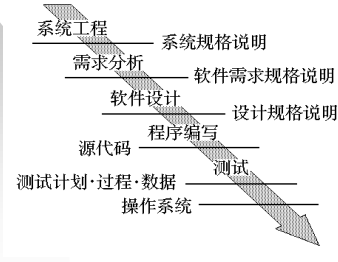 系统工程
系统规格说明
需求分析
软件需求规格说明
软件设计
设计规格说明
程序编写
源代码
测试
测试计划·过程·数据
操作系统